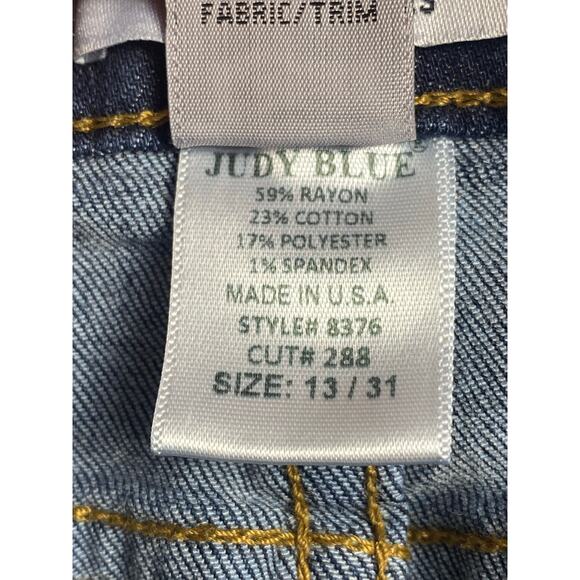 FABRIC/TRIM
JUDY BLUE®
59% RAYON
23% COTTON
17% POLYESTER
1% SPANDEX
MADE IN U.S.A.
STYLE# 8376
CUT# 288
SIZE: 13 / 31